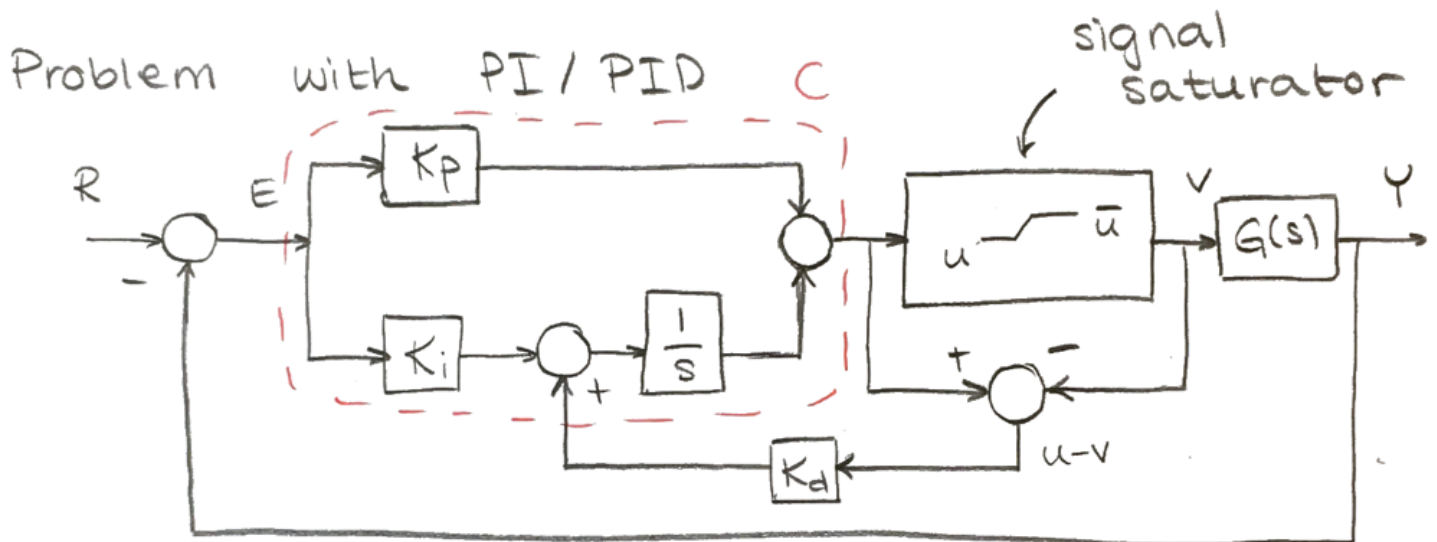 signal
Problem with PI / PID C saturator
Kp
R E V Y
u ū G(s)
-
Ki 1/s
+ + -
Kd u-v